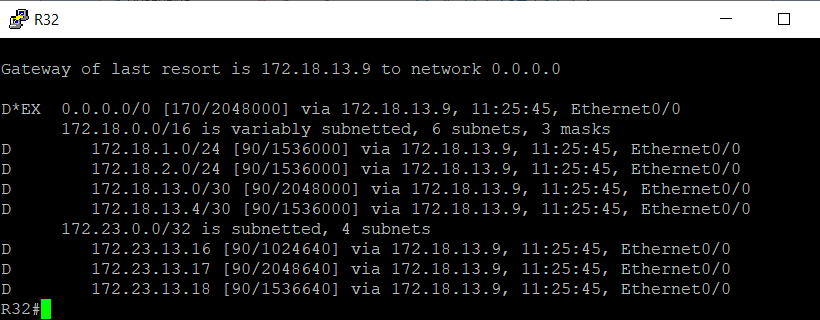 R32
Gateway of last resort is 172.18.13.9 to network 0.0.0.0
D*EX  0.0.0.0/0 [170/2048000] via 172.18.13.9, 11:25:45, Ethernet0/0
      172.18.0.0/16 is variably subnetted, 6 subnets, 3 masks
D        172.18.1.0/24 [90/1536000] via 172.18.13.9, 11:25:45, Ethernet0/0
D        172.18.2.0/24 [90/1536000] via 172.18.13.9, 11:25:45, Ethernet0/0
D        172.18.13.0/30 [90/2048000] via 172.18.13.9, 11:25:45, Ethernet0/0
D        172.18.13.4/30 [90/1536000] via 172.18.13.9, 11:25:45, Ethernet0/0
      172.23.0.0/32 is subnetted, 4 subnets
D        172.23.13.16 [90/1024640] via 172.18.13.9, 11:25:45, Ethernet0/0
D        172.23.13.17 [90/2048640] via 172.18.13.9, 11:25:45, Ethernet0/0
D        172.23.13.18 [90/1536640] via 172.18.13.9, 11:25:45, Ethernet0/0
R32#